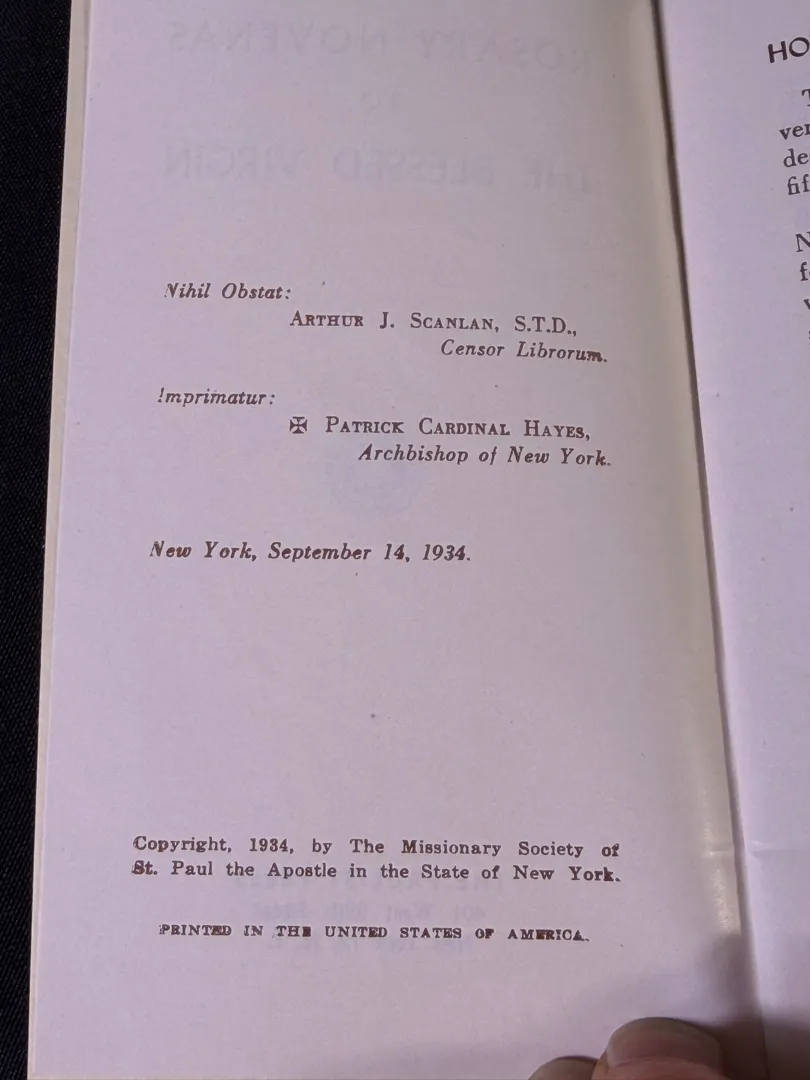 Nihil Obstat:
ARTHUR J. SCANLAN, S.T.D.,
Censor Librorum.
Imprimatur:
✠ PATRICK CARDINAL HAYES,
Archbishop of New York.
New York, September 14, 1934.
Copyright, 1934, by The Missionary Society of
St. Paul the Apostle in the State of New York.
PRINTED IN THE UNITED STATES OF AMERICA.